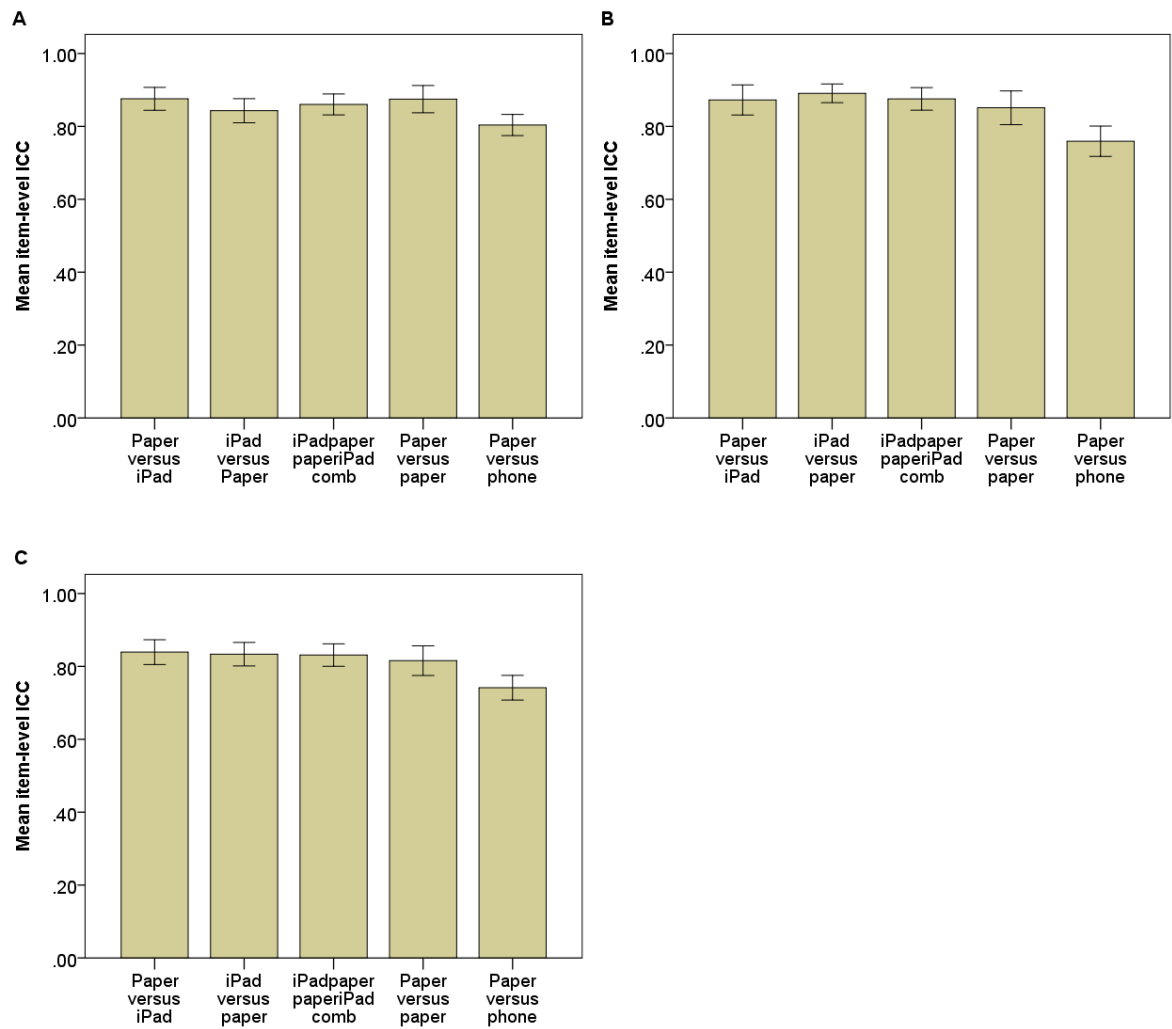 A
Mean item-level ICC
1.00
.80
.60
.40
.20
.00
Paper versus iPad
iPad versus Paper
iPadpaper paperiPad comb
Paper versus paper
Paper versus phone
B
Mean item-level ICC
1.00
.80
.60
.40
.20
.00
Paper versus iPad
iPad versus paper
iPadpaper paperiPad comb
Paper versus paper
Paper versus phone
C
Mean item-level ICC
1.00
.80
.60
.40
.20
.00
Paper versus iPad
iPad versus paper
iPadpaper paperiPad comb
Paper versus paper
Paper versus phone